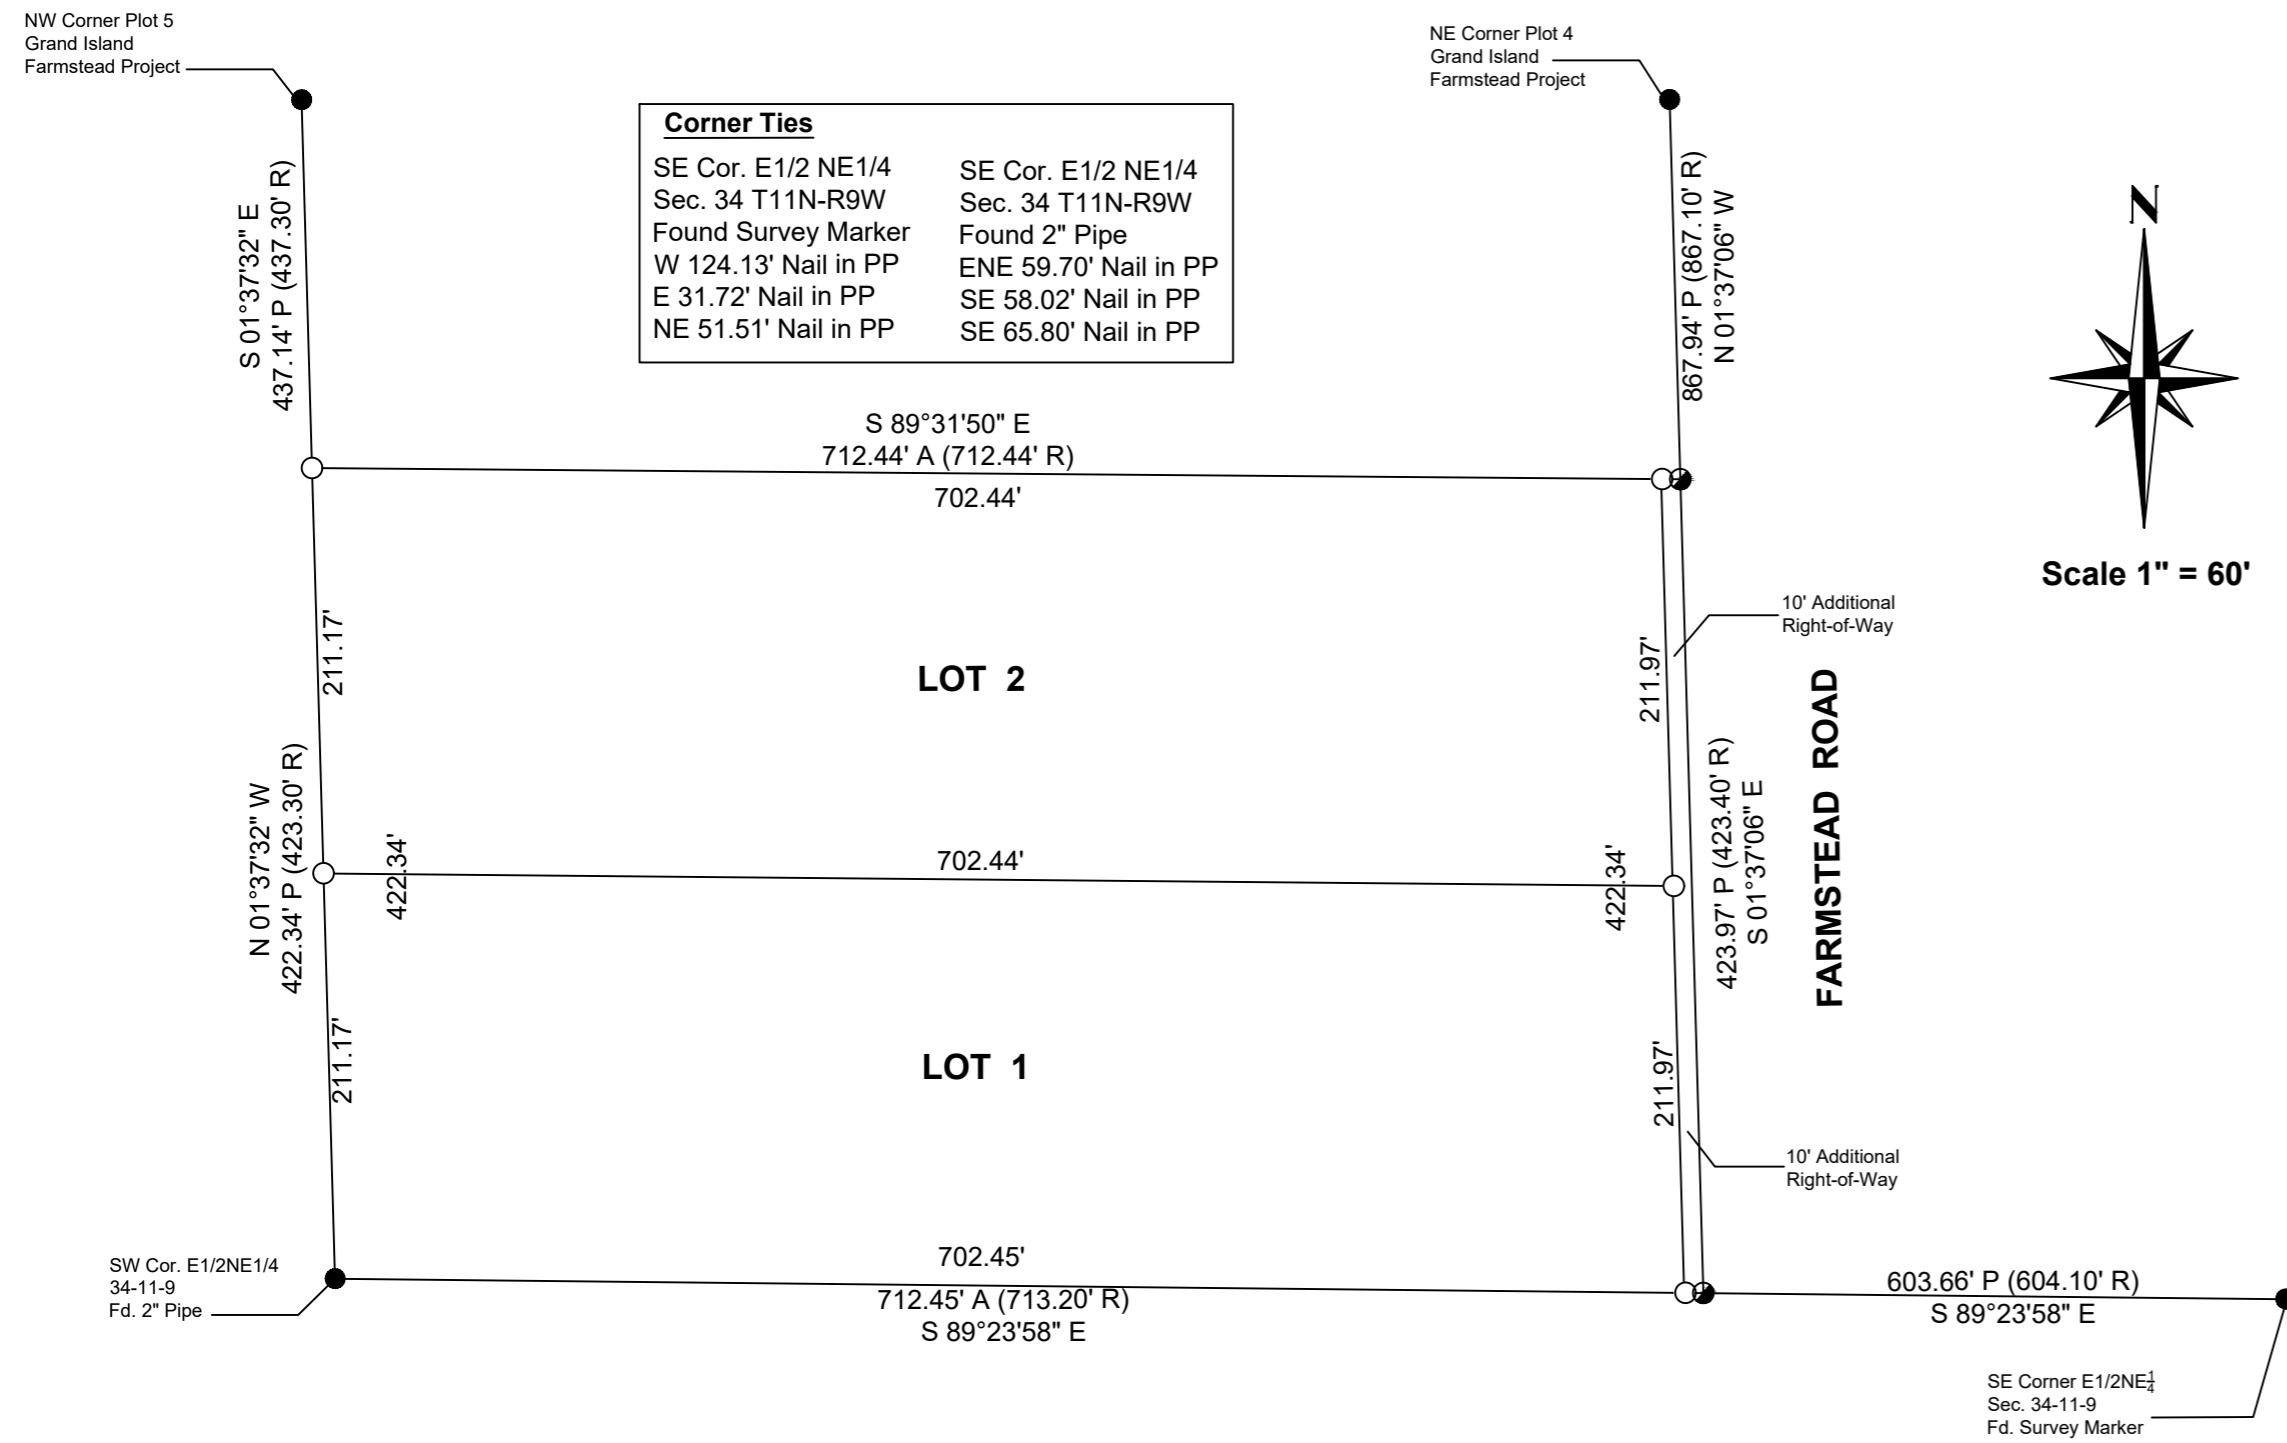 NW Corner Plot 5
Grand Island
Farmstead Project
NE Corner Plot 4
Grand Island
Farmstead Project
Corner Ties
SE Cor. E1/2 NE1/4
Sec. 34 T11N-R9W
Found Survey Marker
W 124.13' Nail in PP
E 31.72' Nail in PP
NE 51.51' Nail in PP
SE Cor. E1/2 NE1/4
Sec. 34 T11N-R9W
Found 2" Pipe
ENE 59.70' Nail in PP
SE 58.02' Nail in PP
SE 65.80' Nail in PP
S 01°37'32" E
437.14' P (437.30' R)
867.94' P (867.10' R)
N 01°37'06" W
N
Scale 1" = 60'
S 89°31'50" E
712.44' A (712.44' R)
702.44'
10' Additional
Right-of-Way
211.17'
LOT 2
211.97'
FARMSTEAD ROAD
N 01°37'32" W
422.34' P (423.30' R)
422.34'
702.44'
422.34'
423.97' P (423.40' R)
S 01°37'06" E
211.17'
LOT 1
211.97'
10' Additional
Right-of-Way
SW Cor. E1/2NE1/4
34-11-9
Fd. 2" Pipe
702.45'
712.45' A (713.20' R)
S 89°23'58" E
603.66' P (604.10' R)
S 89°23'58" E
SE Corner E1/2NE1/4
Sec. 34-11-9
Fd. Survey Marker